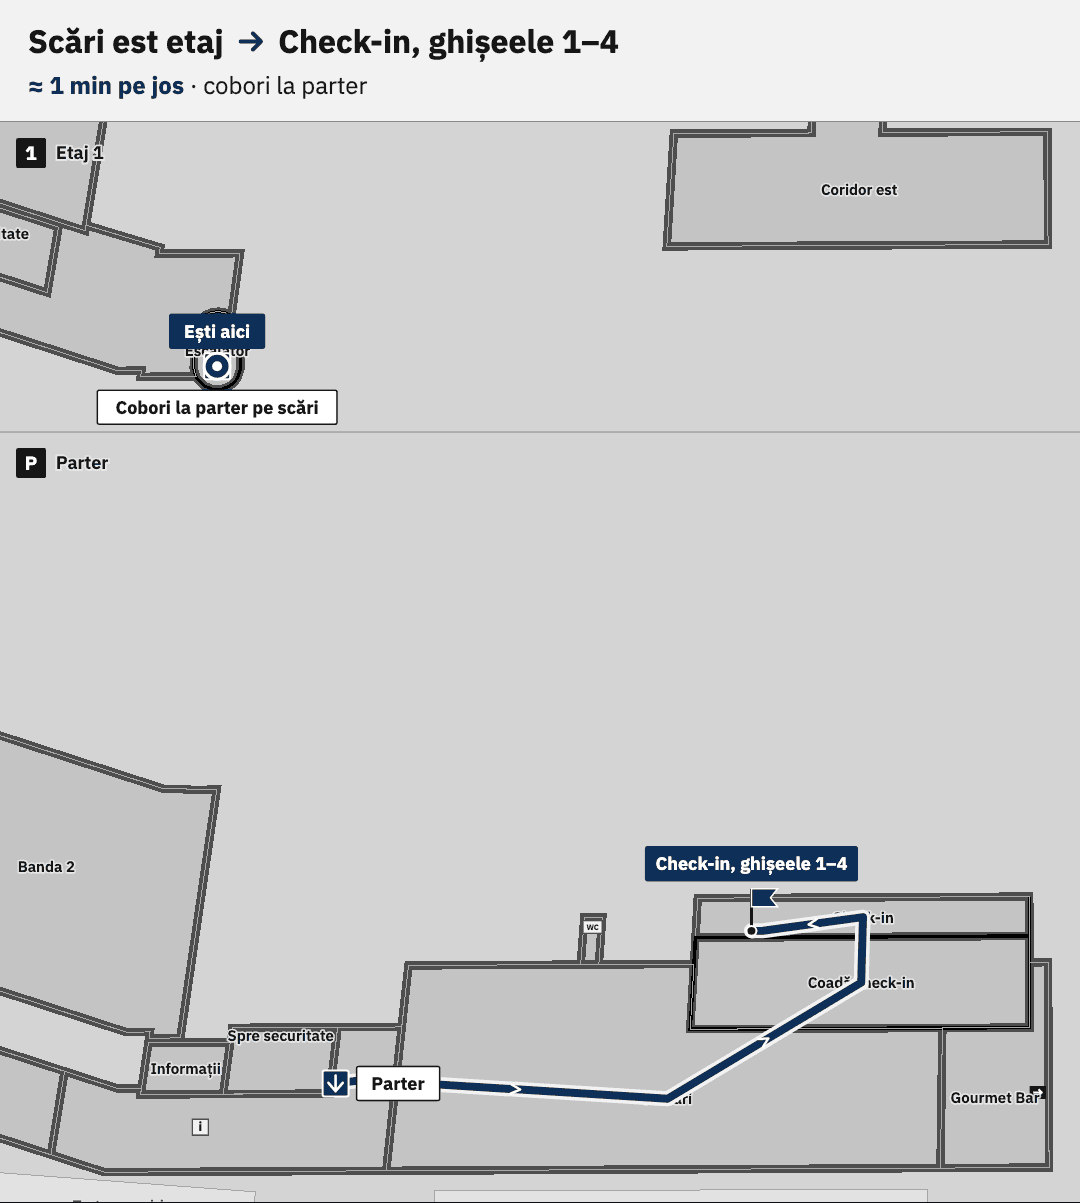 Scări est etaj → Check-in, ghișeele 1–4
≈ 1 min pe jos · cobori la parter
1 Etaj 1
Coridor est
tate
Ești aici
Cobori la parter pe scări
P Parter
Banda 2
Check-in, ghișeele 1–4
WC
Spre securitate
Informații
Parter
Gourmet Bar
i